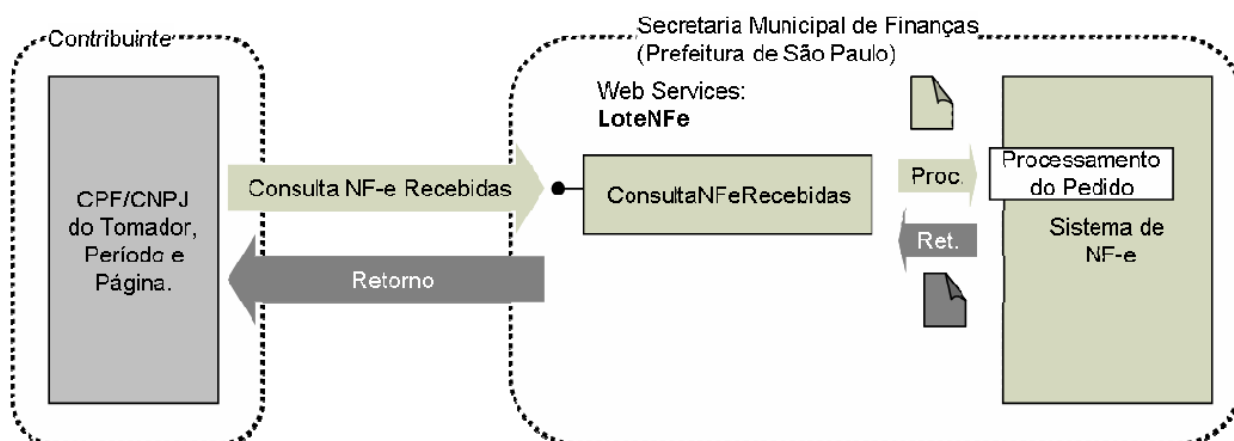 Contribuinte
Secretaria Municipal de Finanças
(Prefeitura de São Paulo)
Web Services:
LoteNFe
CPF/CNPJ
do Tomador,
Período e
Página.
Consulta NF-e Recebidas
Retorno
ConsultaNFeRecebidas
Proc.
Ret.
Processamento
do Pedido
Sistema de
NF-e